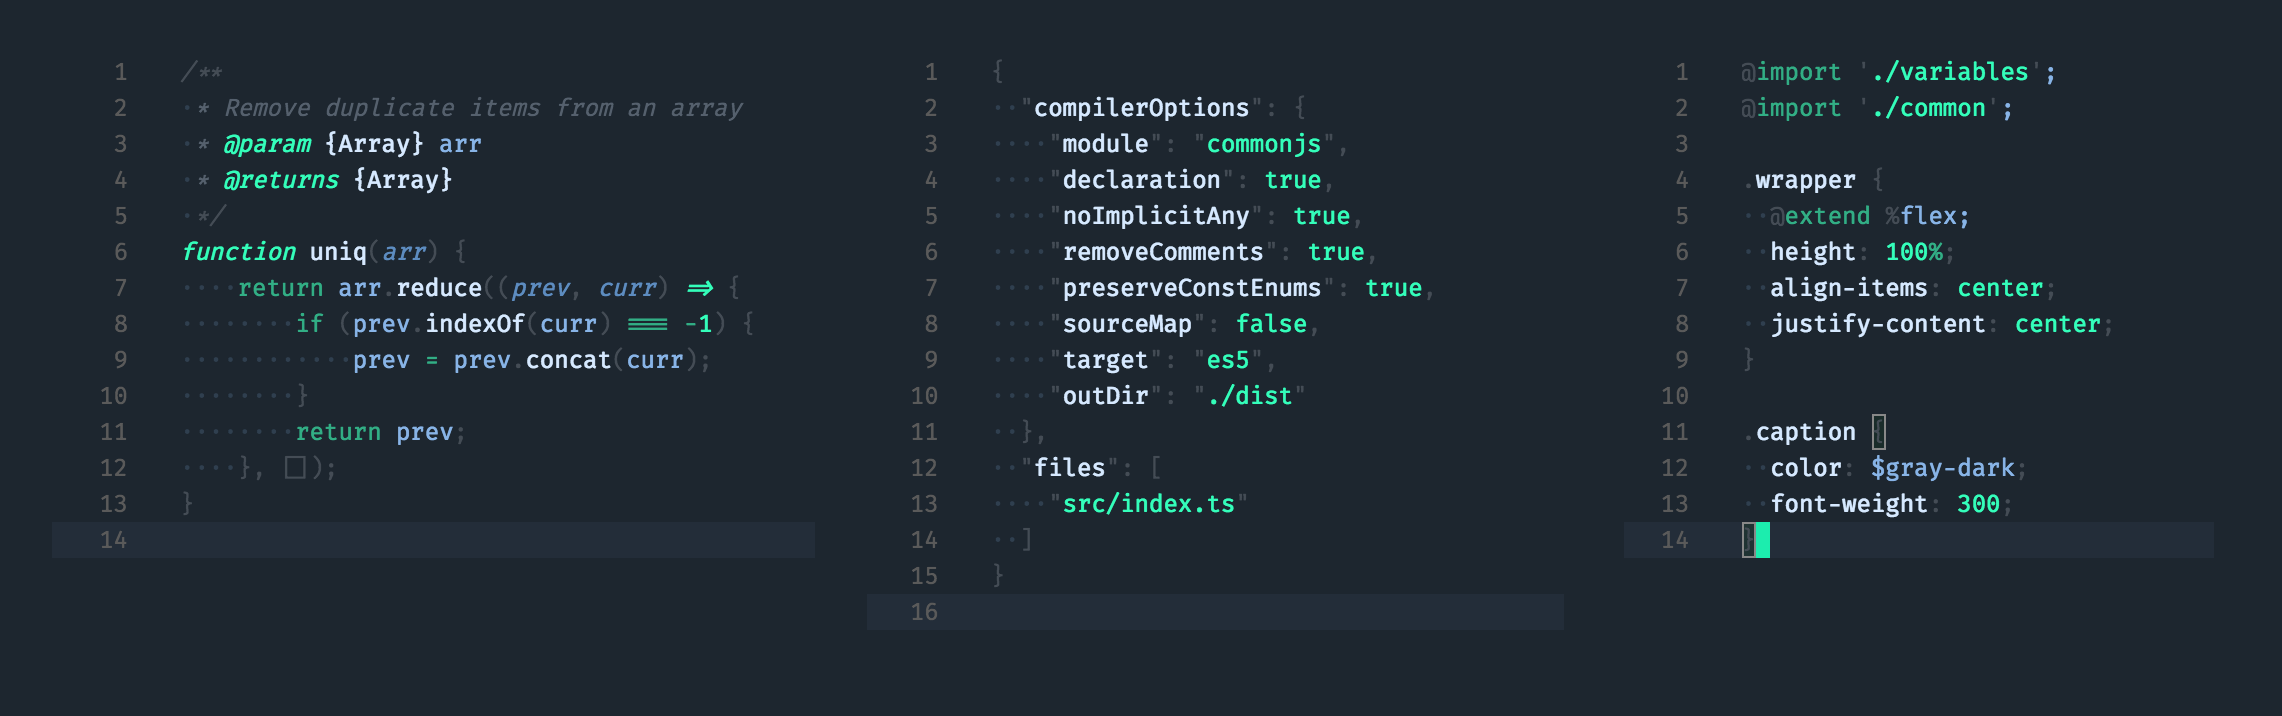 1 /**
2  * Remove duplicate items from an array
3  * @param {Array} arr
4  * @returns {Array}
5  */
6 function uniq(arr) {
7     return arr.reduce((prev, curr) => {
8         if (prev.indexOf(curr) === -1) {
9             prev = prev.concat(curr);
10         }
11         return prev;
12     }, []);
13 }
14
1 {
2   "compilerOptions": {
3     "module": "commonjs",
4     "declaration": true,
5     "noImplicitAny": true,
6     "removeComments": true,
7     "preserveConstEnums": true,
8     "sourceMap": false,
9     "target": "es5",
10     "outDir": "./dist"
11   },
12   "files": [
13     "src/index.ts"
14   ]
15 }
16
1 @import './variables';
2 @import './common';
3
4 .wrapper {
5   @extend %flex;
6   height: 100%;
7   align-items: center;
8   justify-content: center;
9 }
10
11 .caption {
12   color: $gray-dark;
13   font-weight: 300;
14 }